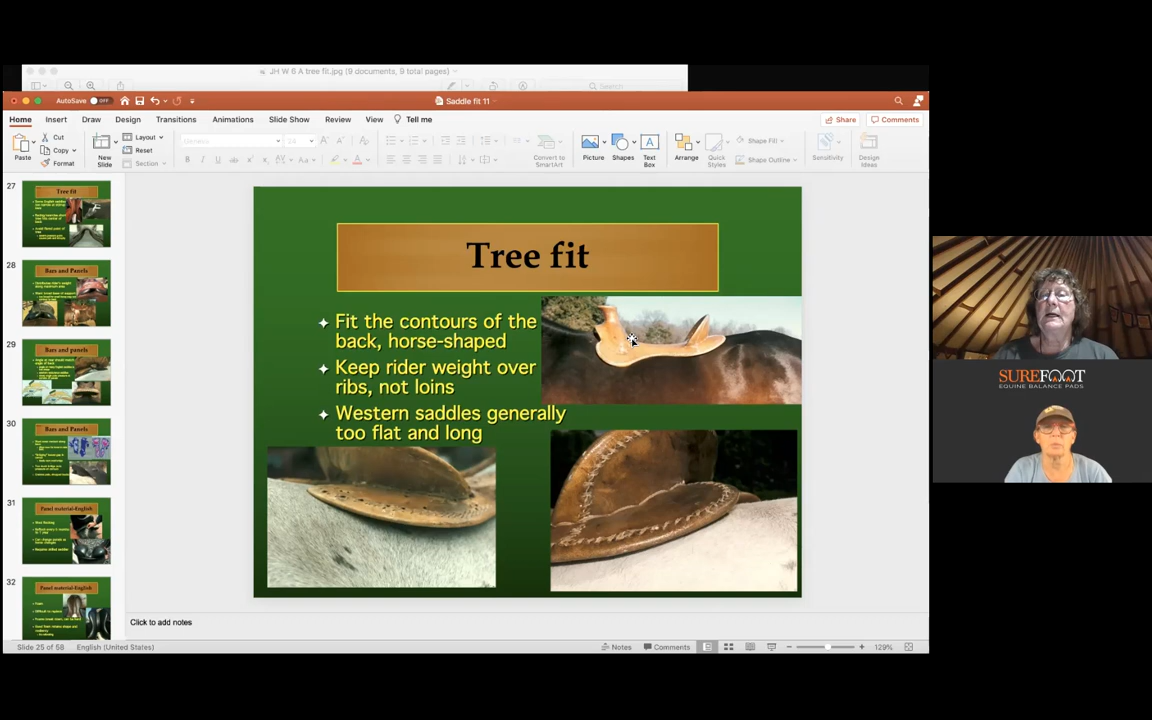 JH W 6 A tree fit.jpg (9 documents, 9 total pages)
Search
AutoSave OFF
Saddle fit 11
Home Insert Draw Design Transitions Animations Slide Show Review View Tell me
Share Comments
Paste
Cut
Copy
Format
New Slide
Layout
Reset
Section
Convert to SmartArt
Picture
Shapes
Text Box
Arrange
Quick Styles
Shape Fill
Shape Outline
Sensitivity
Design Ideas
27
Tree fit
28
Bars and Panels
29
Bars and panels
30
Bars and Panels
31
Panel material-English
32
Panel material-English
Tree fit
Fit the contours of the
back, horse-shaped
Keep rider weight over
ribs, not loins
Western saddles generally
too flat and long
SUREFOOT
EQUINE BALANCE PADS
Click to add notes
Slide 25 of 58 English (United States)
Notes Comments 129%